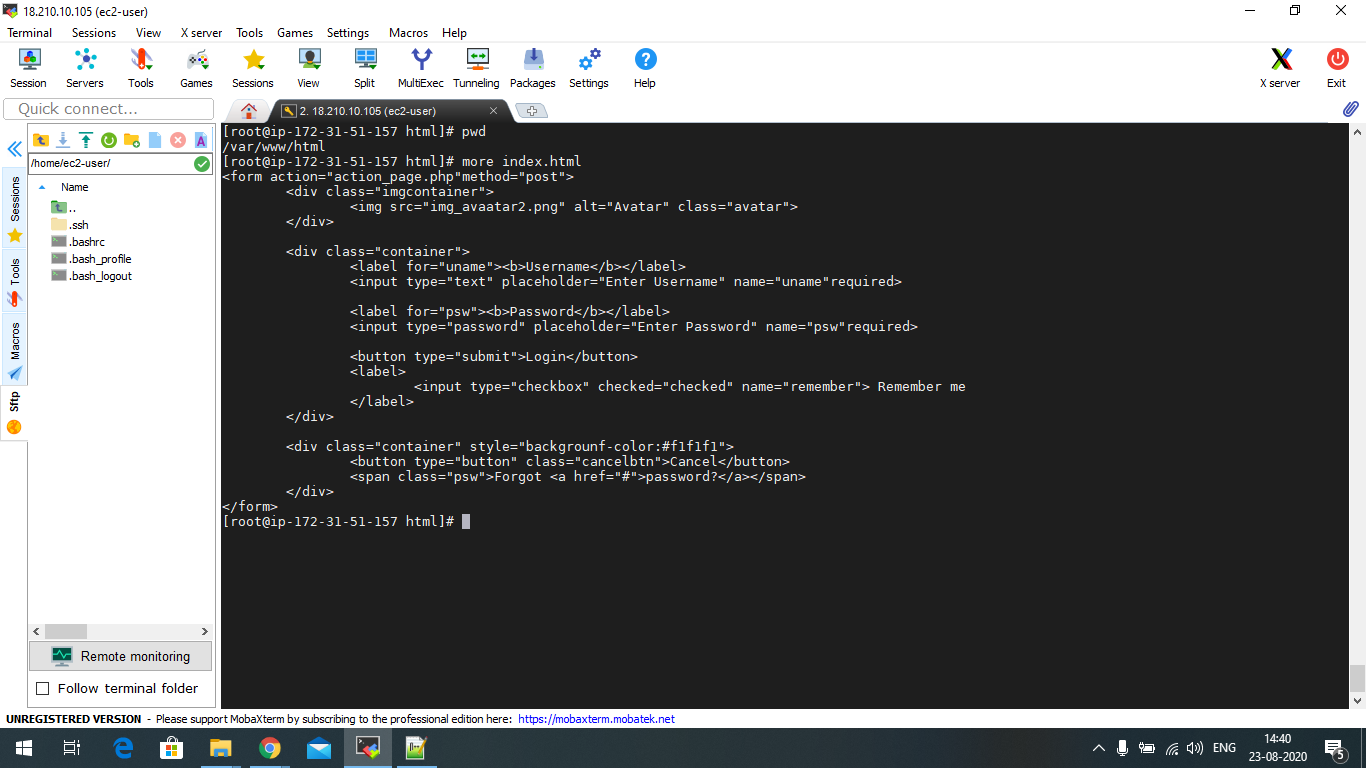 18.210.10.105 (ec2-user)
Terminal Sessions View X server Tools Games Settings Macros Help
Session Servers Tools Games Sessions View Split MultiExec Tunneling Packages Settings Help X server Exit
Quick connect...
2. 18.210.10.105 (ec2-user)
/home/ec2-user/
Name
..
.ssh
.bashrc
.bash_profile
.bash_logout
Sessions
Tools
Macros
Sftp
[root@ip-172-31-51-157 html]# pwd
/var/www/html
[root@ip-172-31-51-157 html]# more index.html
<form action="action_page.php"method="post">
<div class="imgcontainer">
<img src="img_avaatar2.png" alt="Avatar" class="avatar">
</div>
<div class="container">
<label for="uname"><b>Username</b></label>
<input type="text" placeholder="Enter Username" name="uname"required>
<label for="psw"><b>Password</b></label>
<input type="password" placeholder="Enter Password" name="psw"required>
<button type="submit">Login</button>
<label>
<input type="checkbox" checked="checked" name="remember"> Remember me
</label>
</div>
<div class="container" style="backgrounf-color:#f1f1f1">
<button type="button" class="cancelbtn">Cancel</button>
<span class="psw">Forgot <a href="#">password?</a></span>
</div>
</form>
[root@ip-172-31-51-157 html]#
Remote monitoring
Follow terminal folder
UNREGISTERED VERSION - Please support MobaXterm by subscribing to the professional edition here: https://mobaxterm.mobatek.net
ENG
14:40
23-08-2020
5